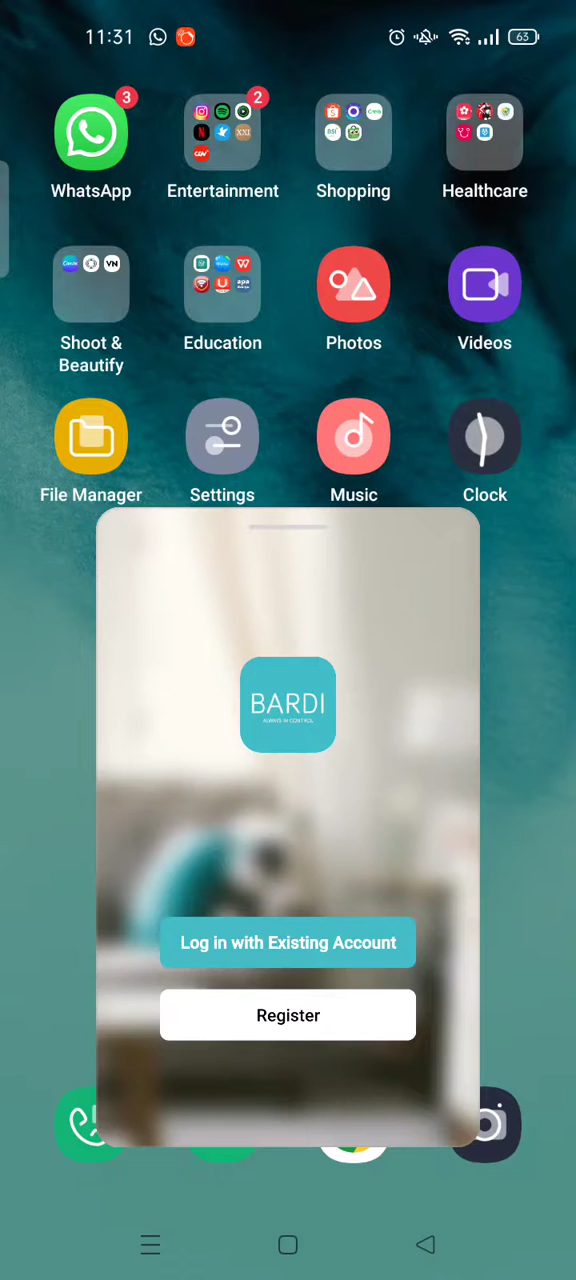 11:31
63
3
2
WhatsApp
Entertainment
Shopping
Healthcare
Shoot &
Beautify
Education
Photos
Videos
File Manager
Settings
Music
Clock
BARDI
ALWAYS IN CONTROL
Log in with Existing Account
Register